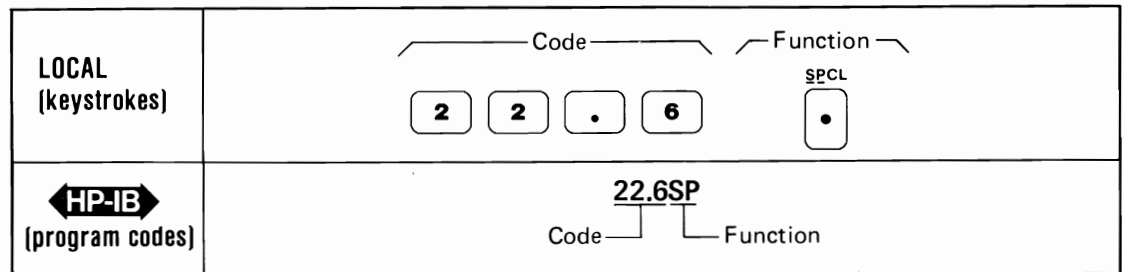 LOCAL
(keystrokes)
Code Function
SPCL
2 2 . 6 •
HP-IB
(program codes)
22.6SP
Code Function